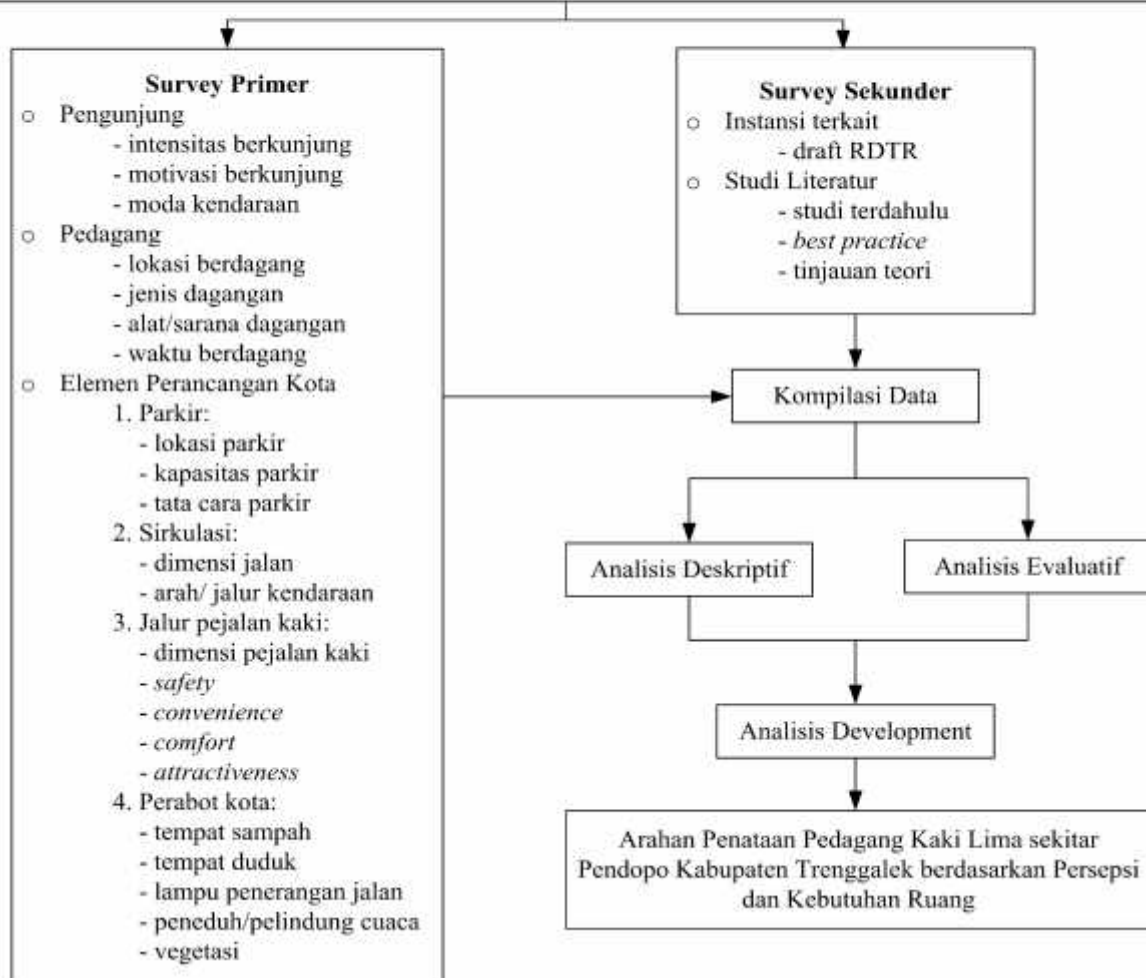 Survey Primer
o Pengunjung
- intensitas berkunjung
- motivasi berkunjung
- moda kendaraan
o Pedagang
- lokasi berdagang
- jenis dagangan
- alat/sarana dagangan
- waktu berdagang
o Elemen Perancangan Kota
1. Parkir:
- lokasi parkir
- kapasitas parkir
- tata cara parkir
2. Sirkulasi:
- dimensi jalan
- arah/ jalur kendaraan
3. Jalur pejalan kaki:
- dimensi pejalan kaki
- safety
- convenience
- comfort
- attractiveness
4. Perabot kota:
- tempat sampah
- tempat duduk
- lampu penerangan jalan
- peneduh/pelindung cuaca
- vegetasi
Survey Sekunder
o Instansi terkait
- draft RDTR
o Studi Literatur
- studi terdahulu
- best practice
- tinjauan teori
Kompilasi Data
Analisis Deskriptif
Analisis Evaluatif
Analisis Development
Arahan Penataan Pedagang Kaki Lima sekitar
Pendopo Kabupaten Trenggalek berdasarkan Persepsi
dan Kebutuhan Ruang